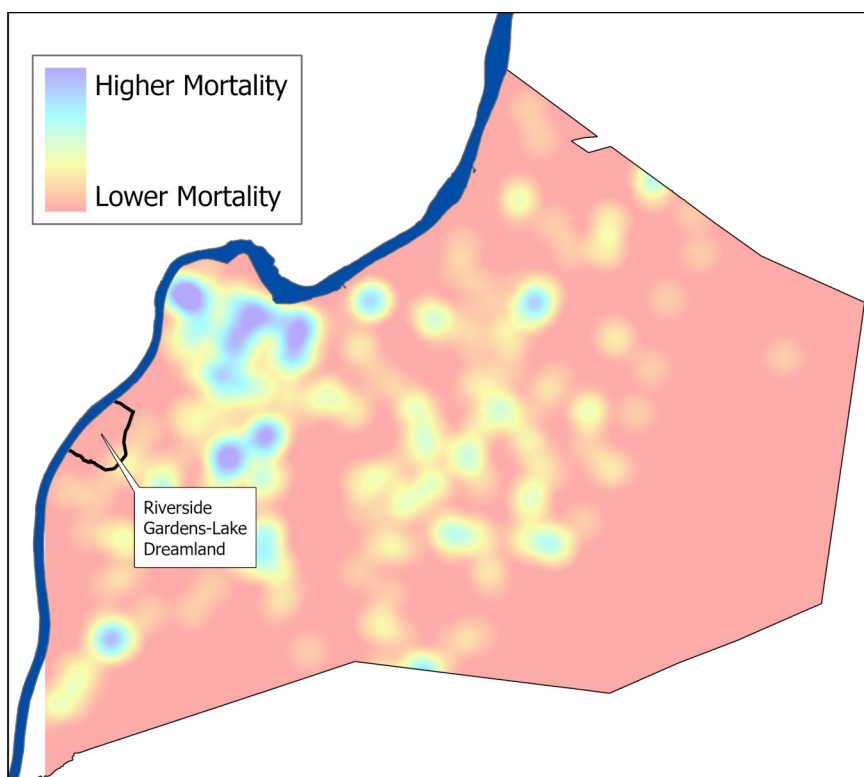 Higher Mortality
Lower Mortality
Riverside
Gardens-Lake
Dreamland